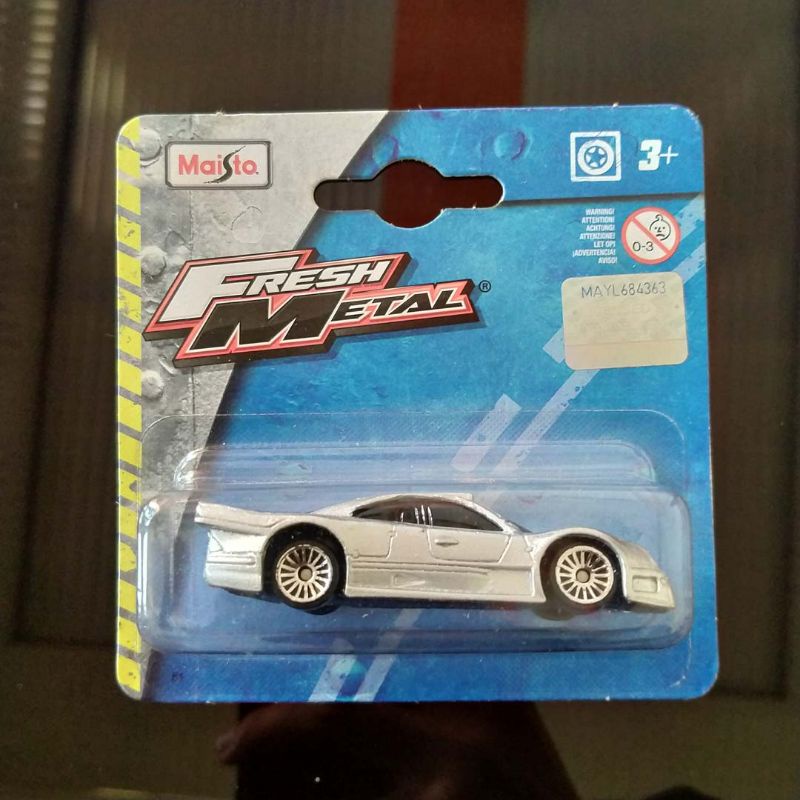 Maisto
3+
WARNING!
ATTENTION!
ACHTUNG!
ATTENZIONE!
LET OP!
¡ADVERTENCIA!
AVISO!
0-3
FRESH
METAL®
MAYL684363